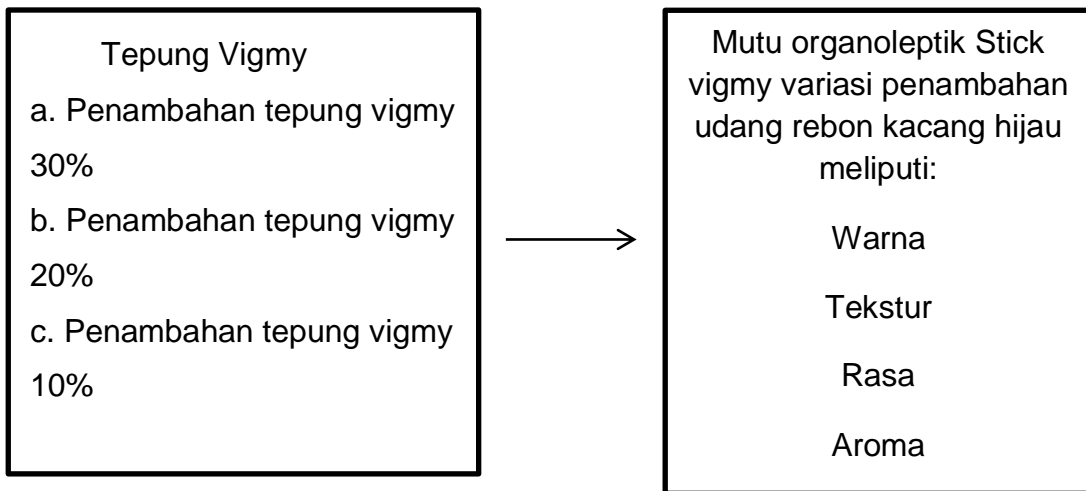 Tepung Vigmy
a. Penambahan tepung vigmy
30%
b. Penambahan tepung vigmy
20%
c. Penambahan tepung vigmy
10%
Mutu organoleptik Stick
vigmy variasi penambahan
udang rebon kacang hijau
meliputi:
Warna
Tekstur
Rasa
Aroma